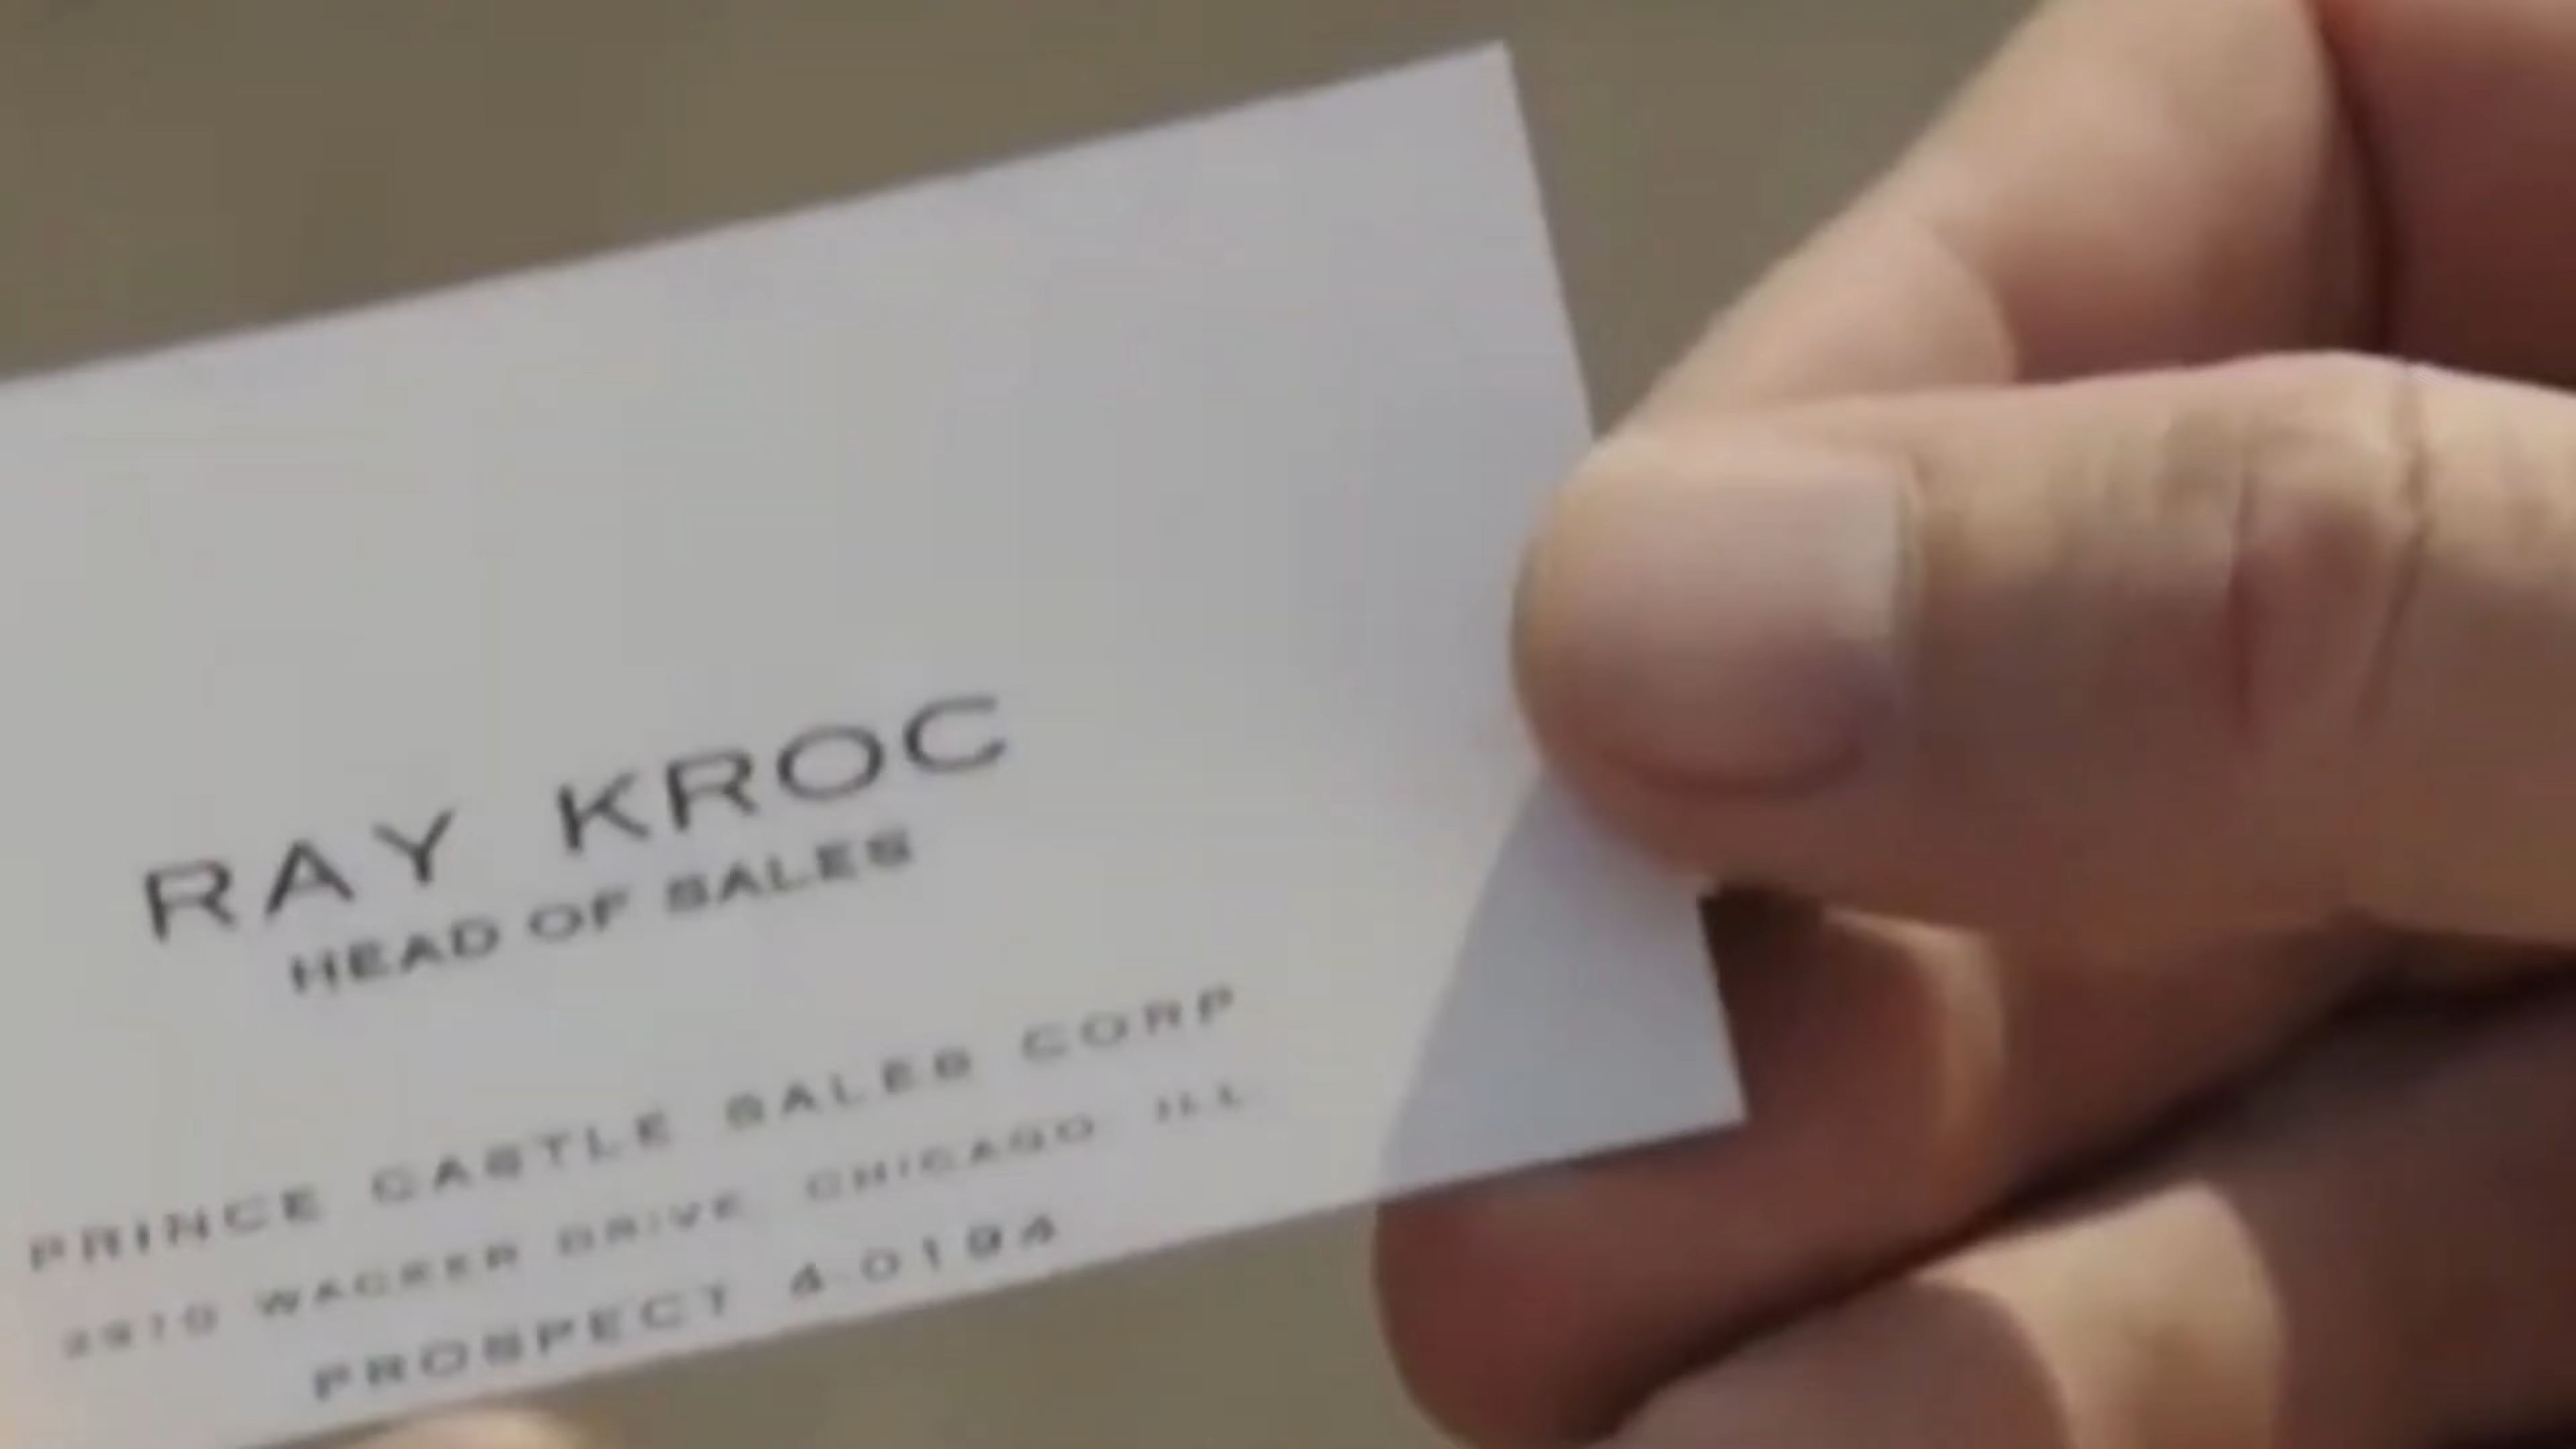 RAY KROC
HEAD OF SALES
PRINCE CASTLE SALES CORP
WACKER DRIVE CHICAGO ILL
PROSPECT 4-0194